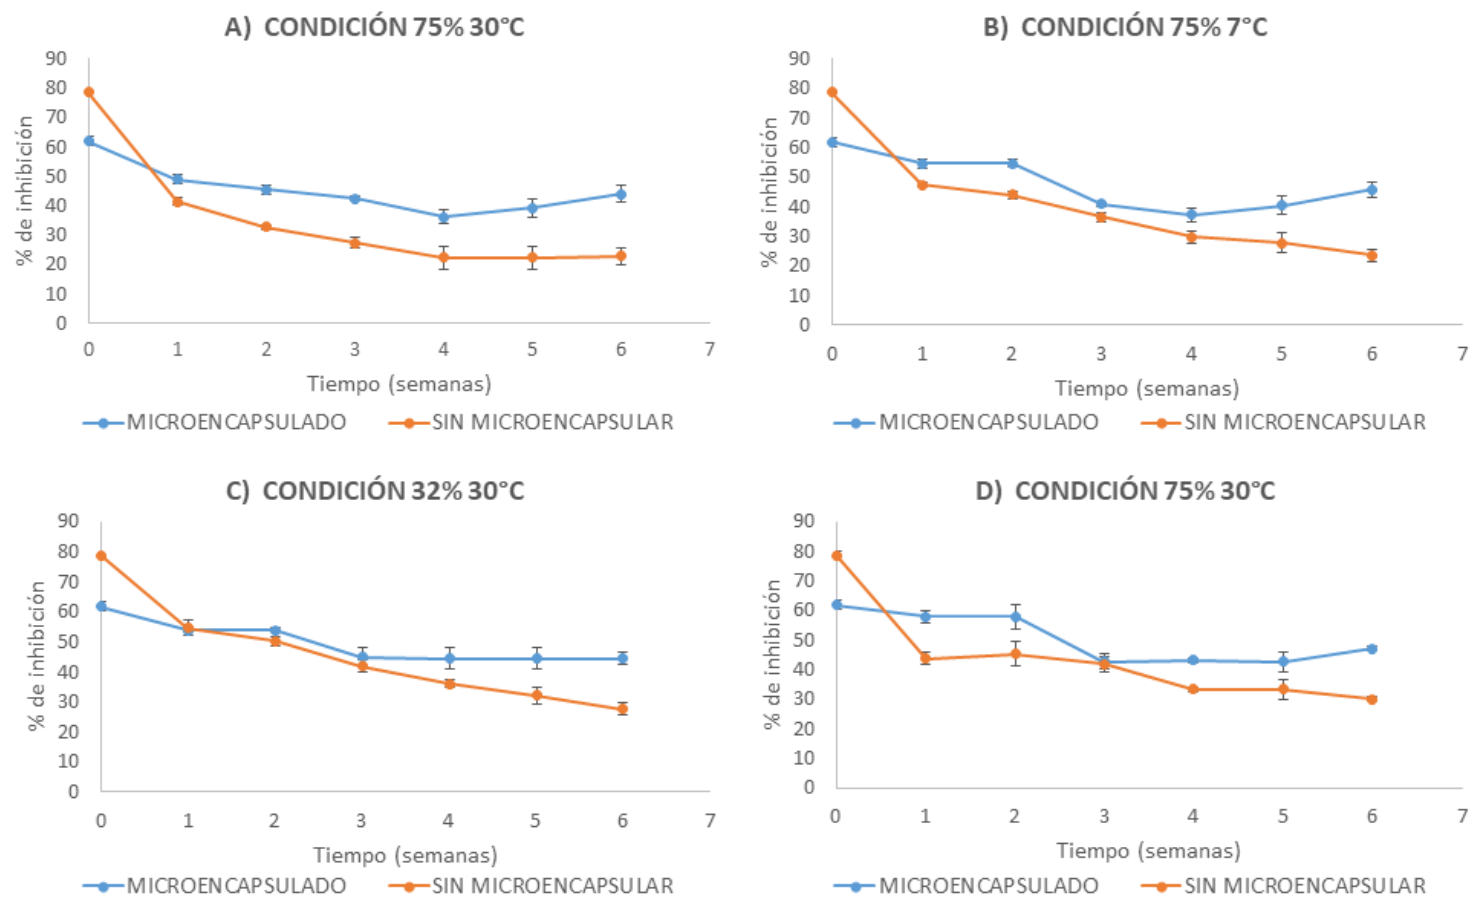 A) CONDICIÓN 75% 30°C
90
80
70
60
50
40
30
20
10
0
% de inhibición
0 1 2 3 4 5 6 7
Tiempo (semanas)
MICROENCAPSULADO SIN MICROENCAPSULAR
B) CONDICIÓN 75% 7°C
90
80
70
60
50
40
30
20
10
0
% de inhibición
0 1 2 3 4 5 6 7
Tiempo (semanas)
MICROENCAPSULADO SIN MICROENCAPSULAR
C) CONDICIÓN 32% 30°C
90
80
70
60
50
40
30
20
10
0
% de inhibición
0 1 2 3 4 5 6 7
Tiempo (semanas)
MICROENCAPSULADO SIN MICROENCAPSULAR
D) CONDICIÓN 75% 30°C
90
80
70
60
50
40
30
20
10
0
% de inhibición
0 1 2 3 4 5 6 7
Tiempo (semanas)
MICROENCAPSULADO SIN MICROENCAPSULAR